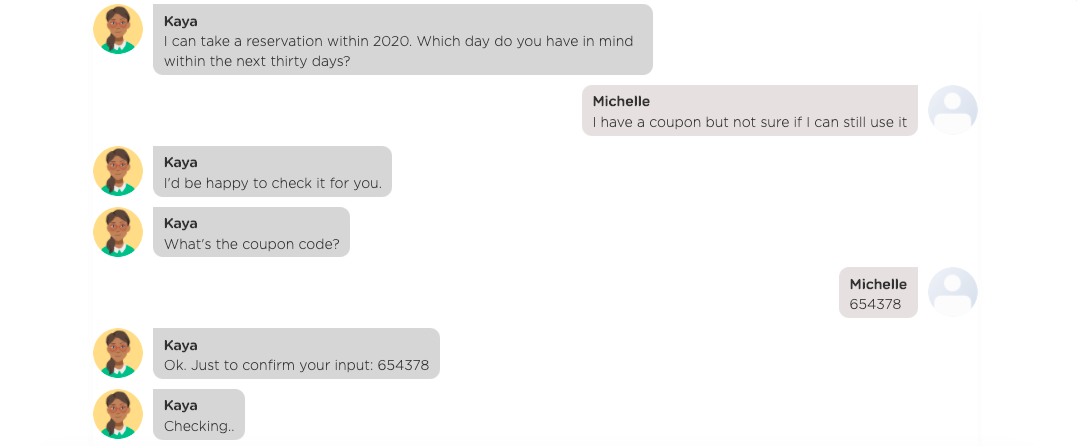 Kaya
I can take a reservation within 2020. Which day do you have in mind
within the next thirty days?
Michelle
I have a coupon but not sure if I can still use it
Kaya
I'd be happy to check it for you.
Kaya
What's the coupon code?
Michelle
654378
Kaya
Ok. Just to confirm your input: 654378
Kaya
Checking..